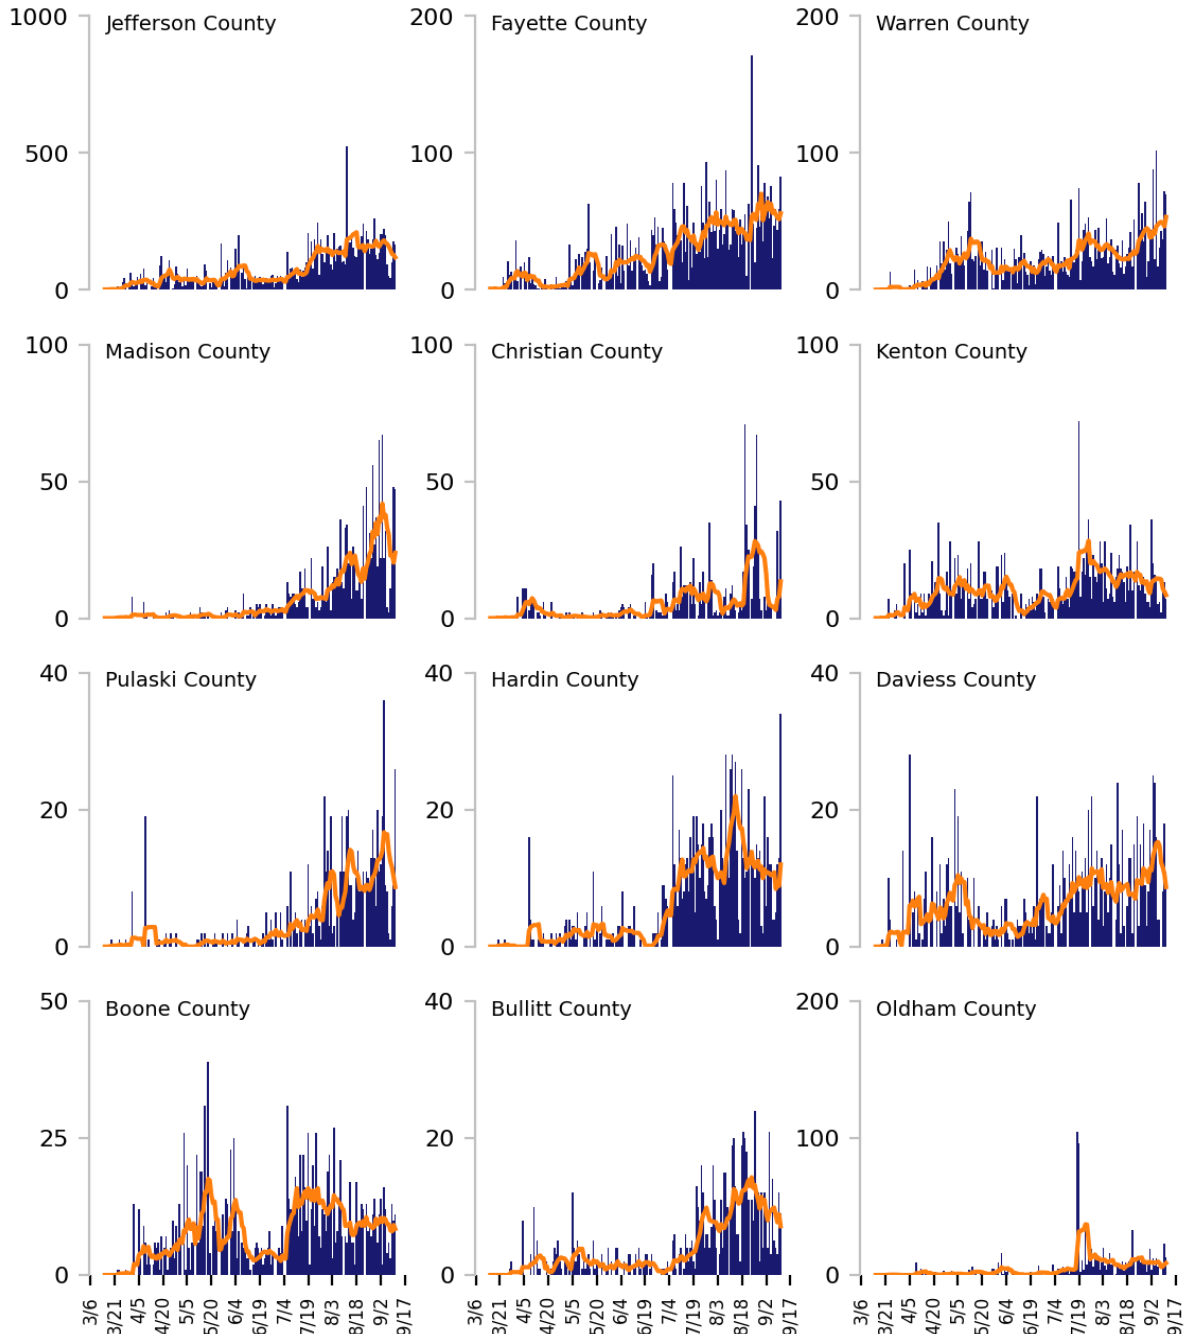 1000 Jefferson County 200 Fayette County 200 Warren County
500 100 100
0 0 0
100 Madison County 100 Christian County 100 Kenton County
50 50 50
0 0 0
40 Pulaski County 40 Hardin County 40 Daviess County
20 20 20
0 0 0
50 Boone County 40 Bullitt County 200 Oldham County
25 20 100
0 0 0
3/6 3/21 4/5 4/20 5/5 5/20 6/4 6/19 7/4 7/19 8/3 8/18 9/2 9/17 3/6 3/21 4/5 4/20 5/5 5/20 6/4 6/19 7/4 7/19 8/3 8/18 9/2 9/17 3/6 3/21 4/5 4/20 5/5 5/20 6/4 6/19 7/4 7/19 8/3 8/18 9/2 9/17